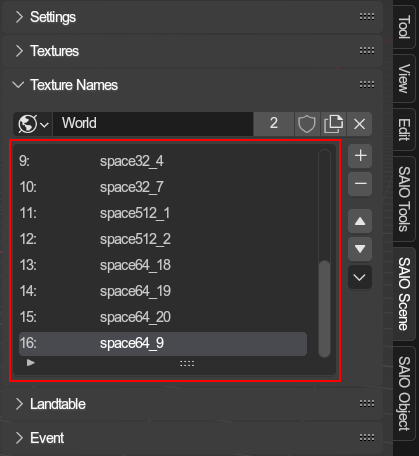 Settings
Textures
Texture Names
World 2
9: space32_4
10: space32_7
11: space512_1
12: space512_2
13: space64_18
14: space64_19
15: space64_20
16: space64_9
Landtable
Event
Tool
View
Edit
SAIO Tools
SAIO Scene
SAIO Object